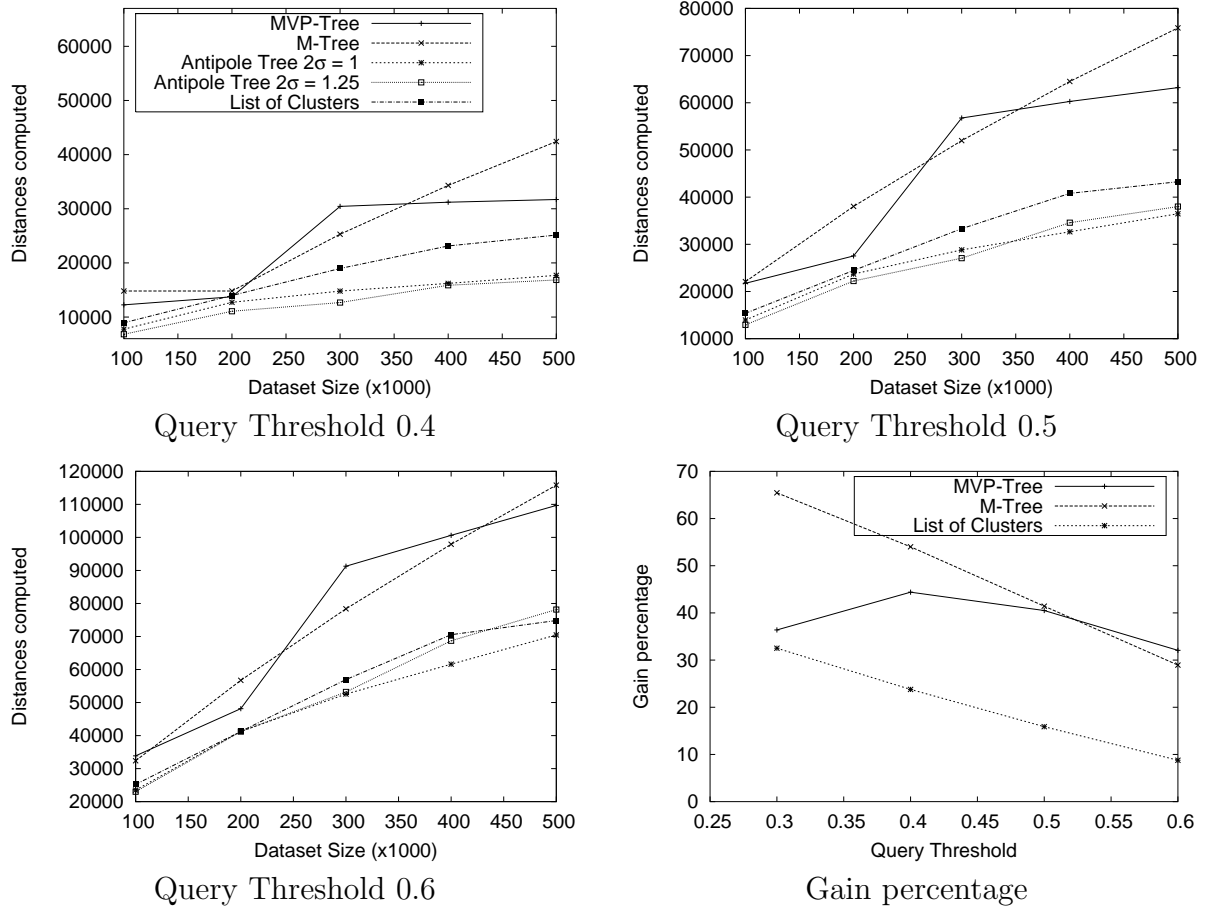 MVP-Tree
M-Tree
Antipole Tree 2σ = 1
Antipole Tree 2σ = 1.25
List of Clusters
Distances computed
60000
50000
40000
30000
20000
10000
100 150 200 250 300 350 400 450 500
Dataset Size (x1000)
Query Threshold 0.4
Distances computed
80000
70000
60000
50000
40000
30000
20000
10000
100 150 200 250 300 350 400 450 500
Dataset Size (x1000)
Query Threshold 0.5
Distances computed
120000
110000
100000
90000
80000
70000
60000
50000
40000
30000
20000
100 150 200 250 300 350 400 450 500
Dataset Size (x1000)
Query Threshold 0.6
MVP-Tree
M-Tree
List of Clusters
Gain percentage
70
60
50
40
30
20
10
0
0.25 0.3 0.35 0.4 0.45 0.5 0.55 0.6
Query Threshold
Gain percentage